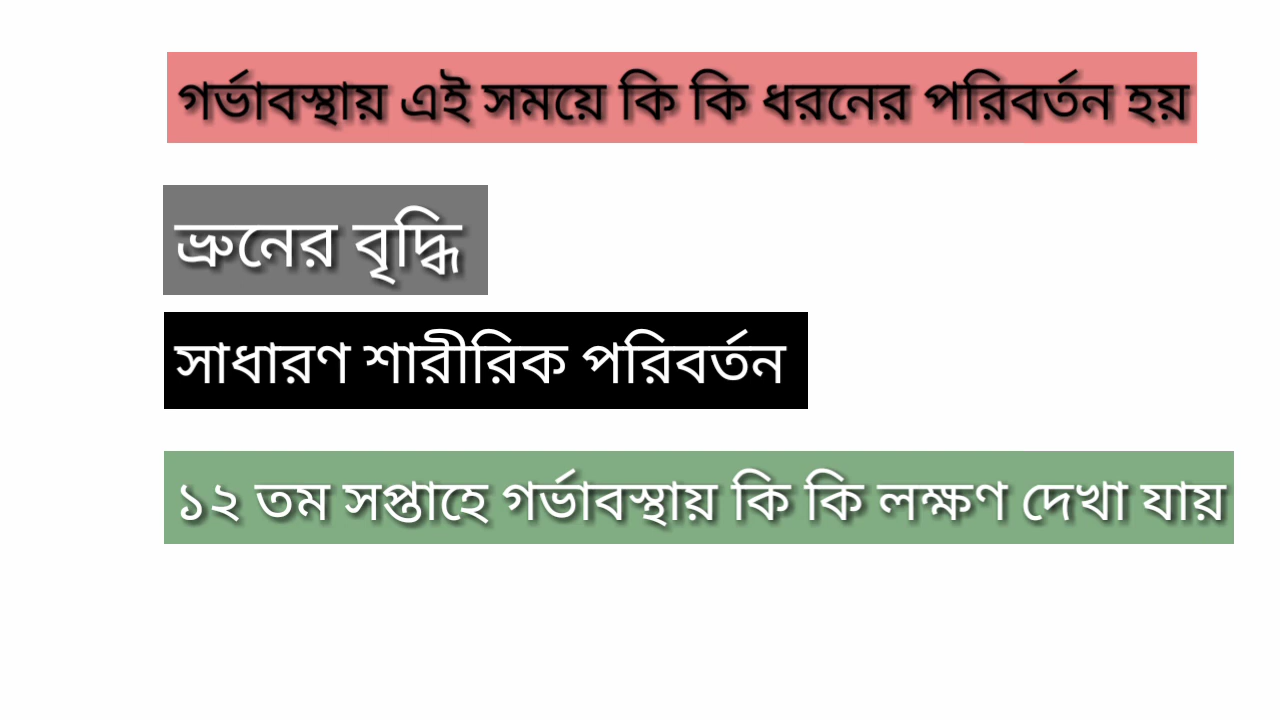 গর্ভাবস্থায় এই সময়ে কি কি ধরনের পরিবর্তন হয়
ভ্রুনের বৃদ্ধি
সাধারণ শারীরিক পরিবর্তন
১২ তম সপ্তাহে গর্ভাবস্থায় কি কি লক্ষণ দেখা যায়